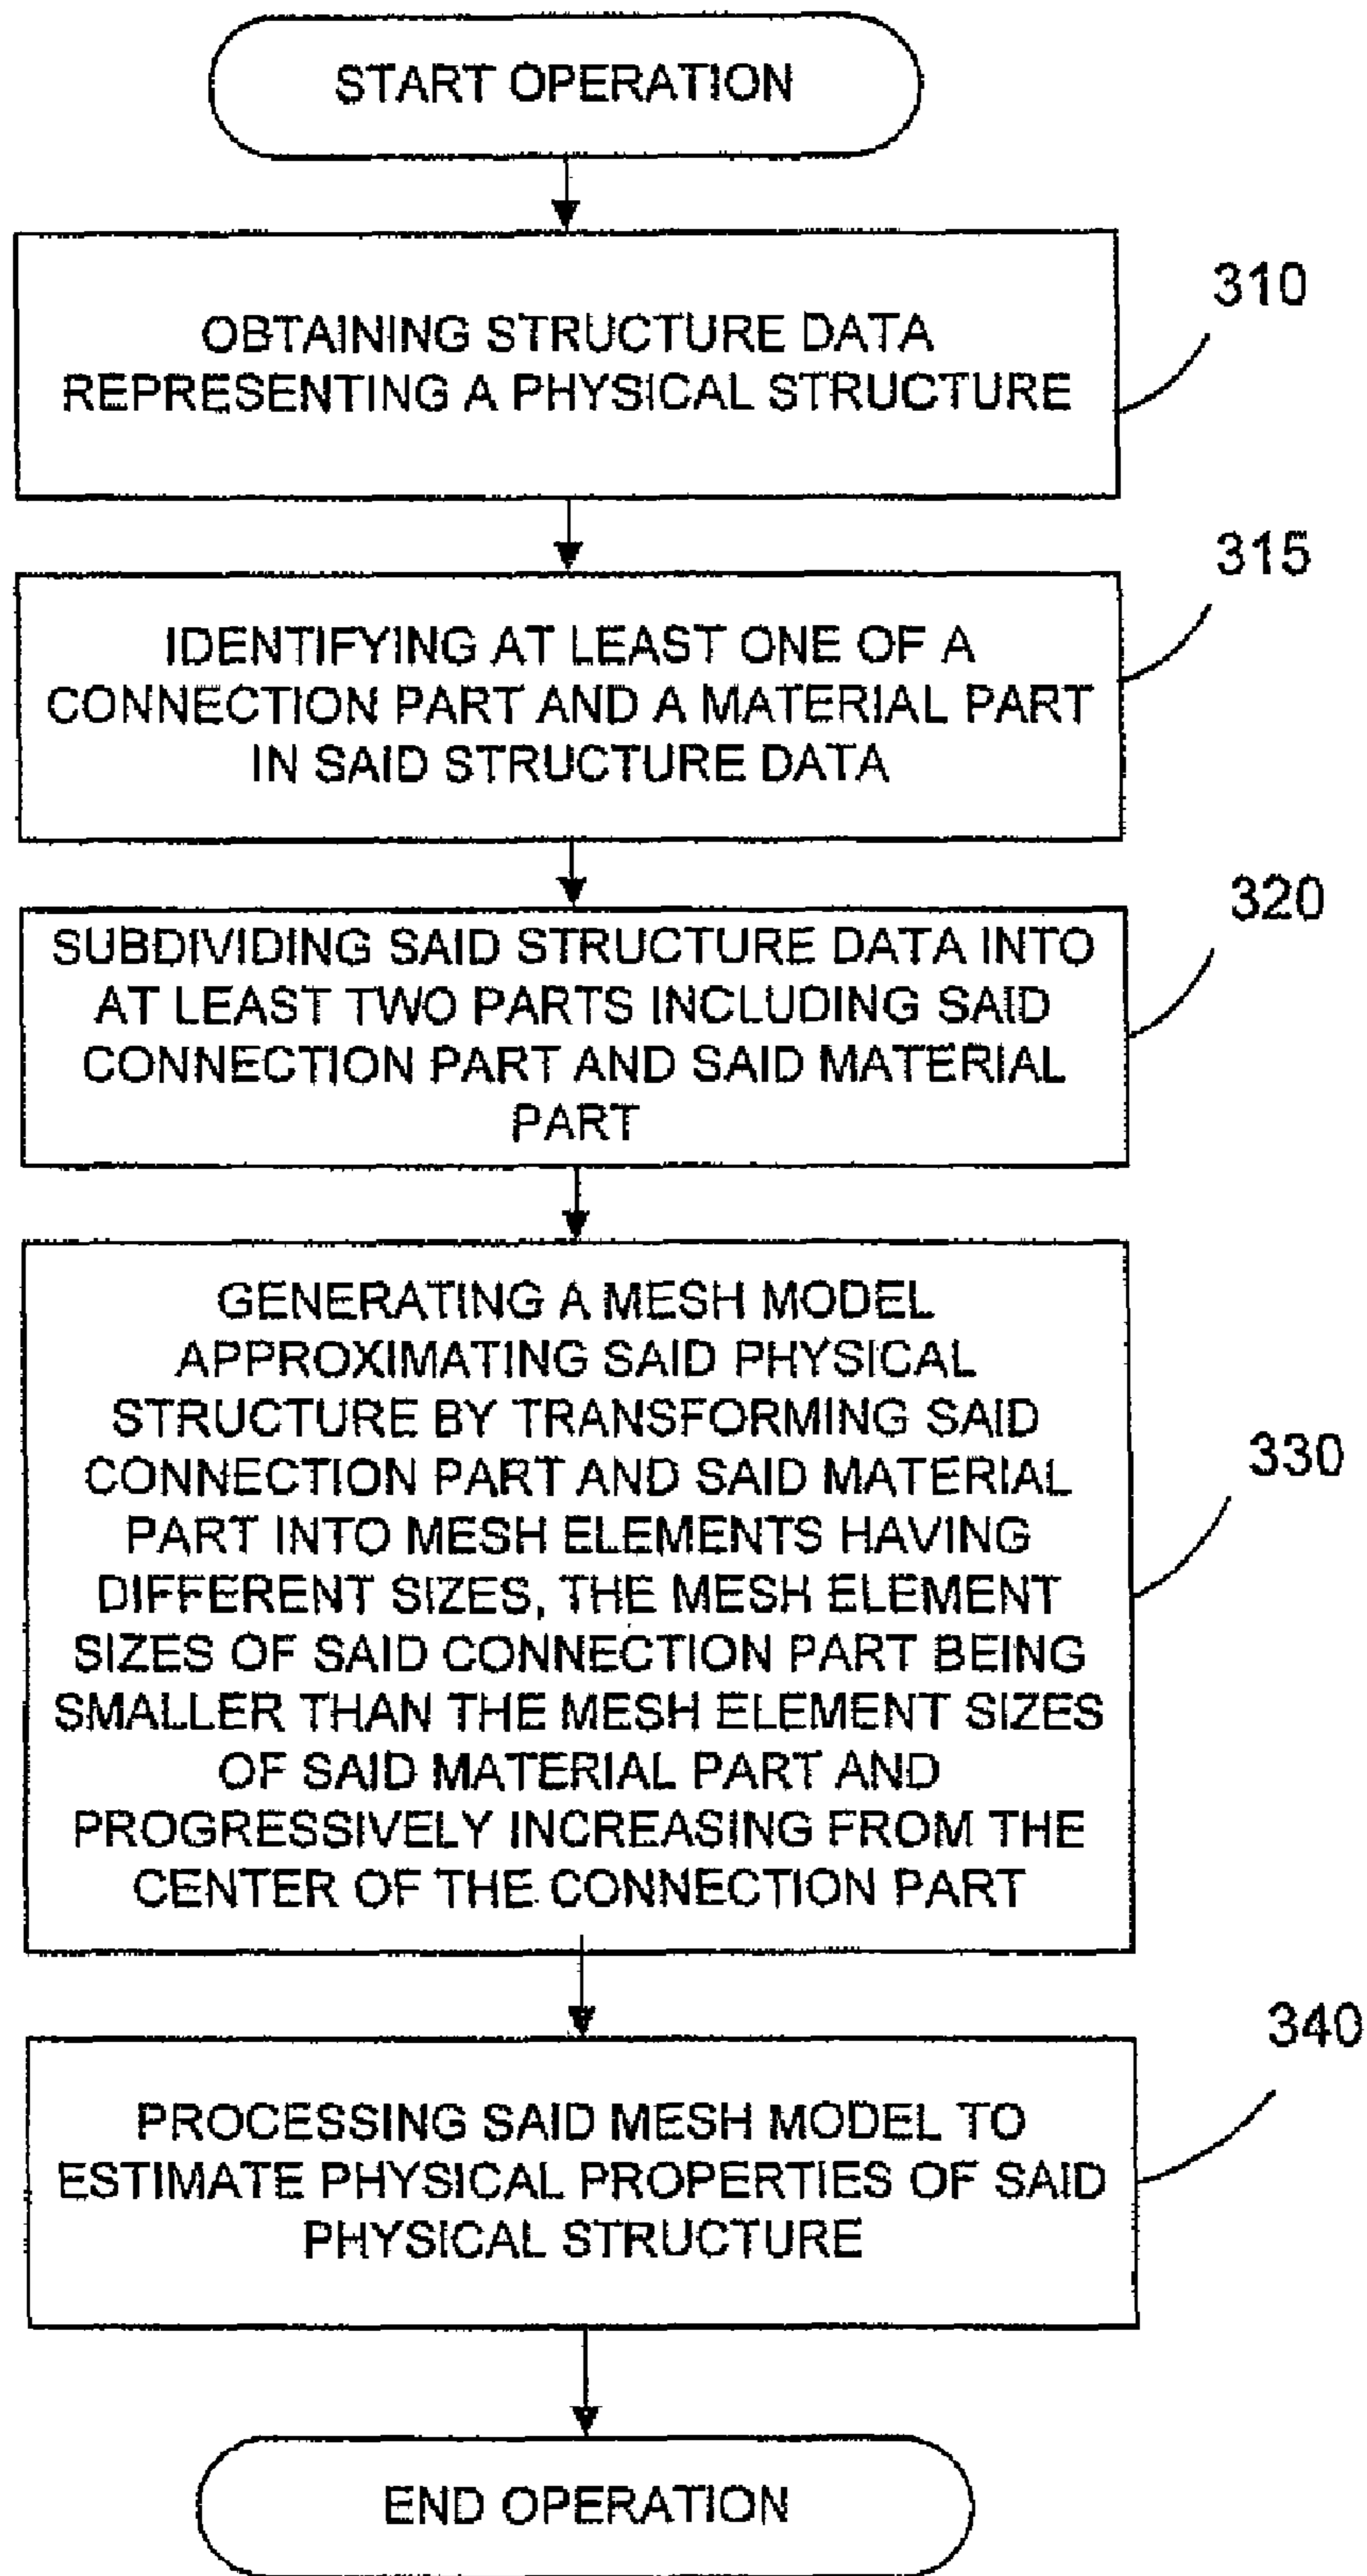 START OPERATION
OBTAINING STRUCTURE DATA
REPRESENTING A PHYSICAL STRUCTURE
310
IDENTIFYING AT LEAST ONE OF A
CONNECTION PART AND A MATERIAL PART
IN SAID STRUCTURE DATA
315
SUBDIVIDING SAID STRUCTURE DATA INTO
AT LEAST TWO PARTS INCLUDING SAID
CONNECTION PART AND SAID MATERIAL
PART
320
GENERATING A MESH MODEL
APPROXIMATING SAID PHYSICAL
STRUCTURE BY TRANSFORMING SAID
CONNECTION PART AND SAID MATERIAL
PART INTO MESH ELEMENTS HAVING
DIFFERENT SIZES, THE MESH ELEMENT
SIZES OF SAID CONNECTION PART BEING
SMALLER THAN THE MESH ELEMENT SIZES
OF SAID MATERIAL PART AND
PROGRESSIVELY INCREASING FROM THE
CENTER OF THE CONNECTION PART
330
PROCESSING SAID MESH MODEL TO
ESTIMATE PHYSICAL PROPERTIES OF SAID
PHYSICAL STRUCTURE
340
END OPERATION